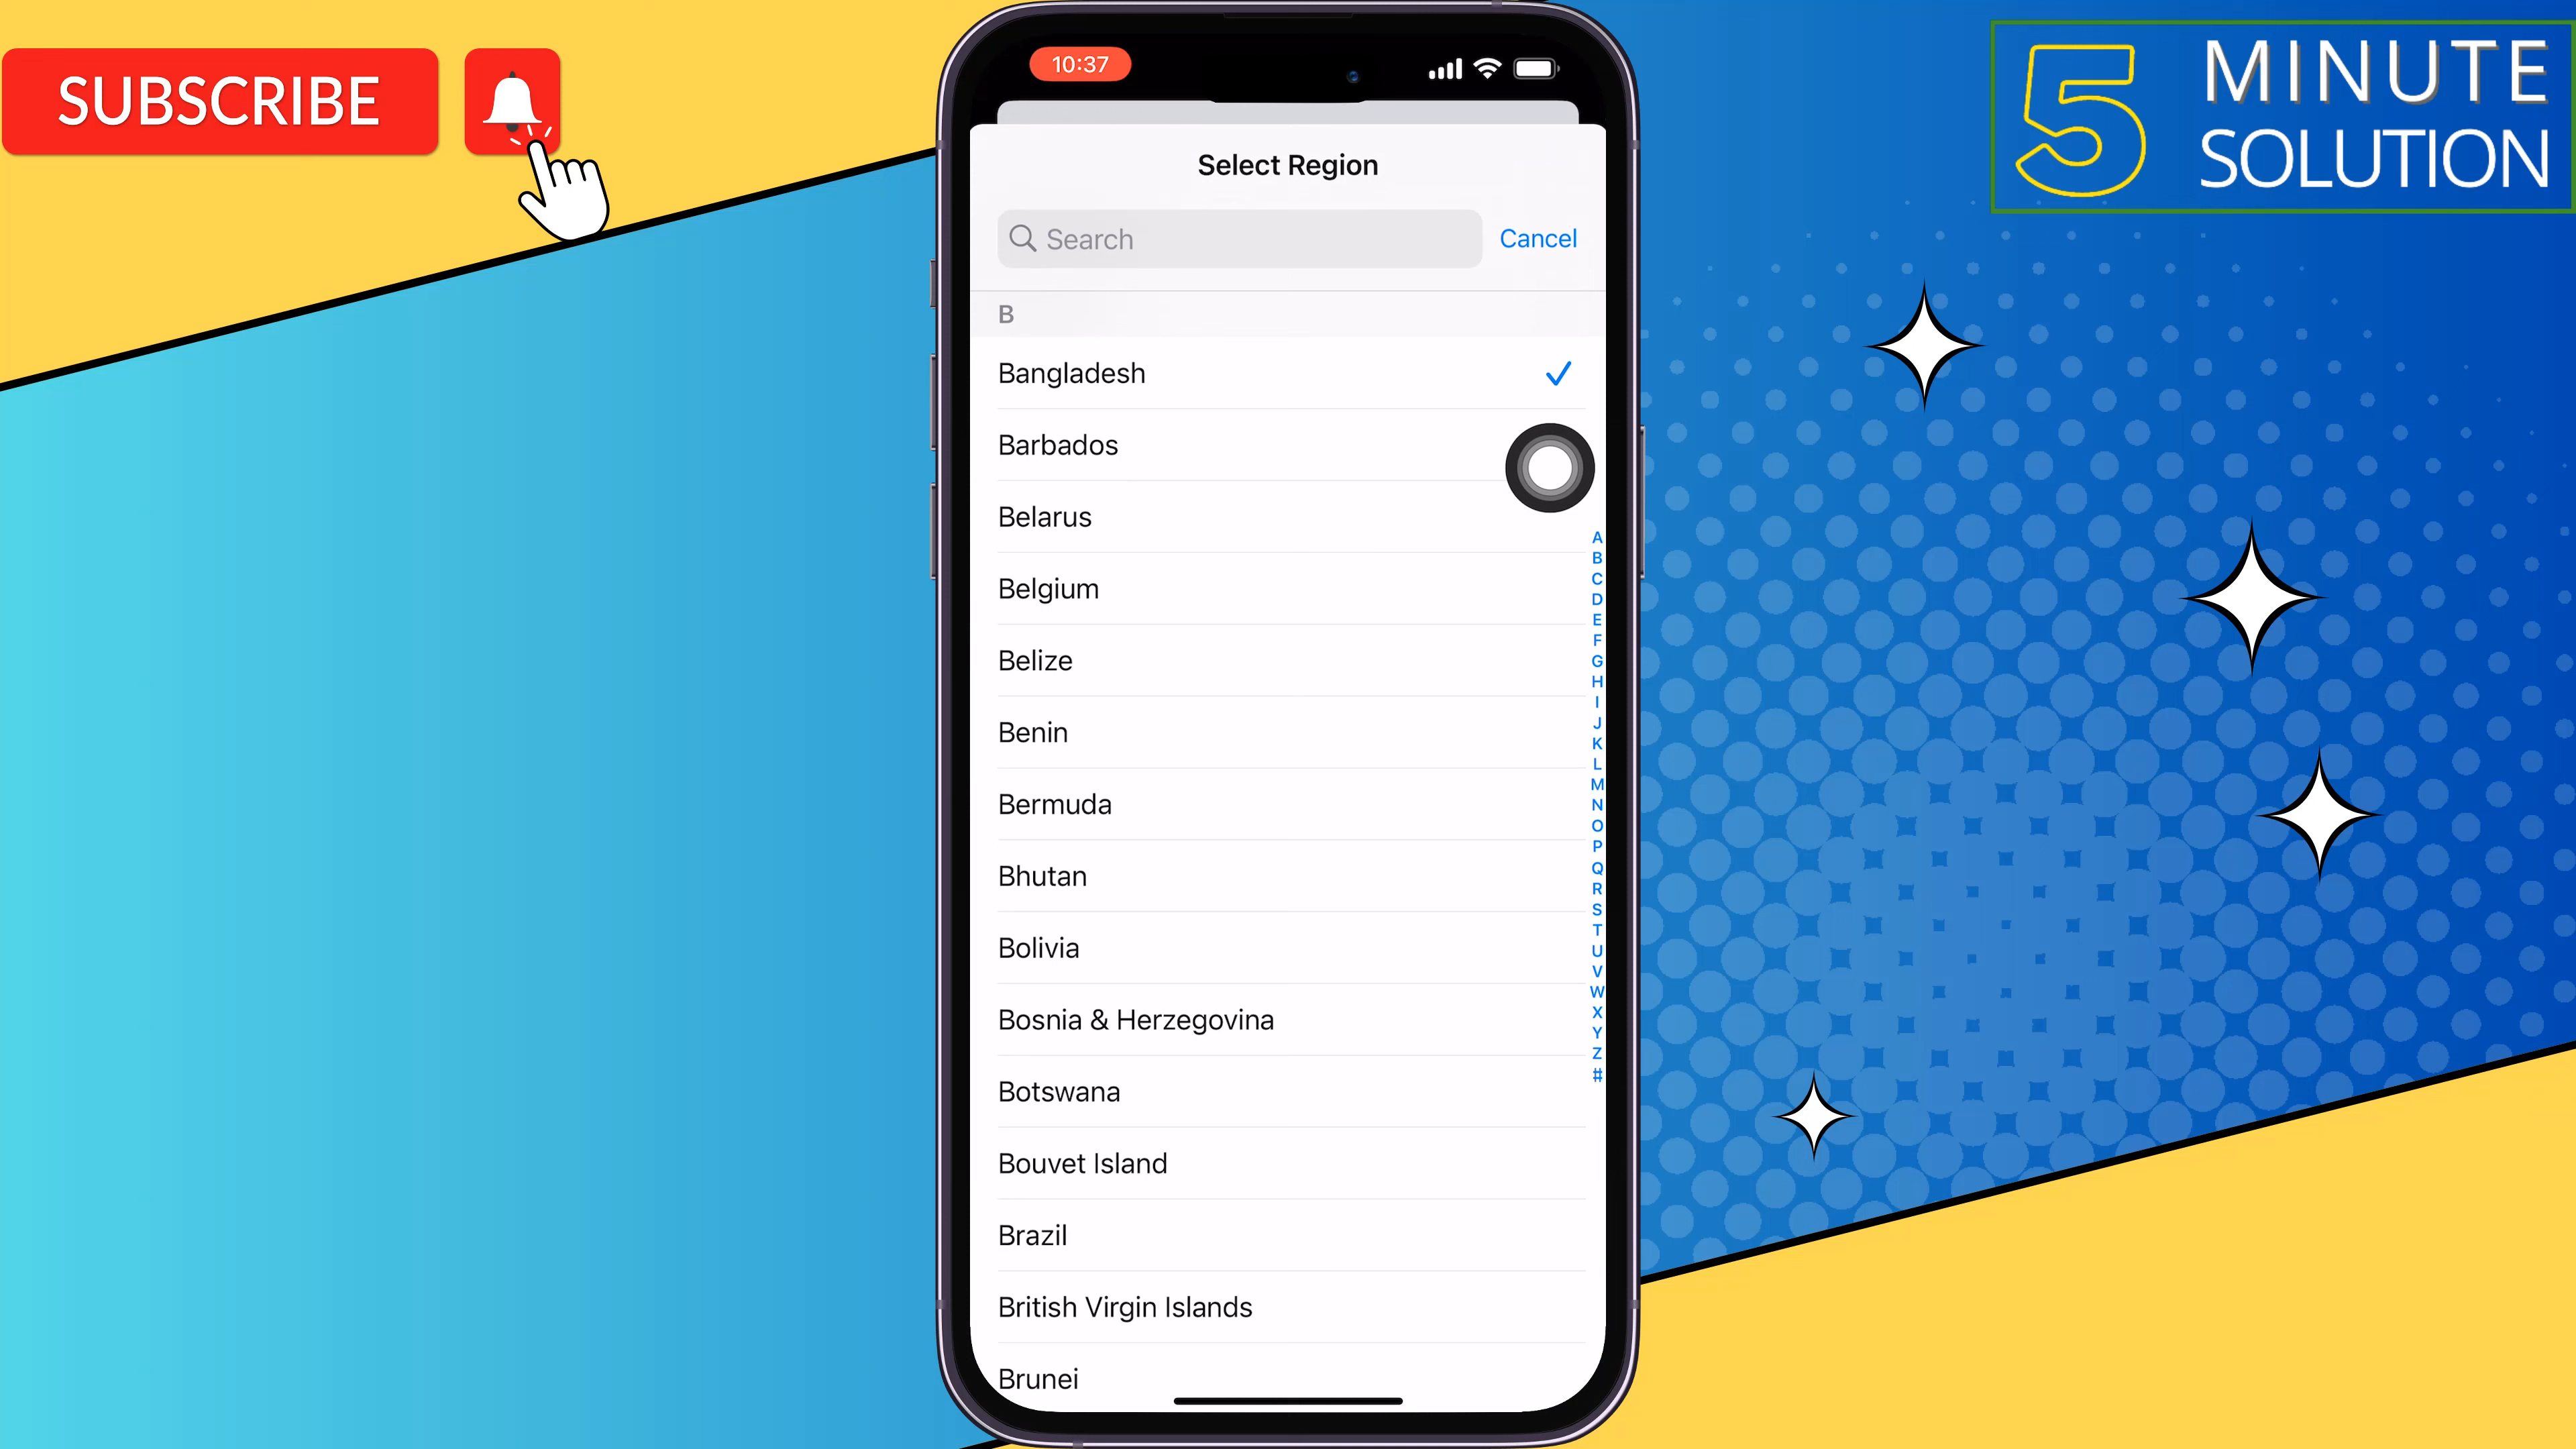 SUBSCRIBE
5 MINUTE
SOLUTION
10:37
Select Region
Search
Cancel
B
Bangladesh
Barbados
Belarus
Belgium
Belize
Benin
Bermuda
Bhutan
Bolivia
Bosnia & Herzegovina
Botswana
Bouvet Island
Brazil
British Virgin Islands
Brunei
A
B
C
D
E
F
G
H
I
J
K
L
M
N
O
P
Q
R
S
T
U
V
W
X
Y
Z
#